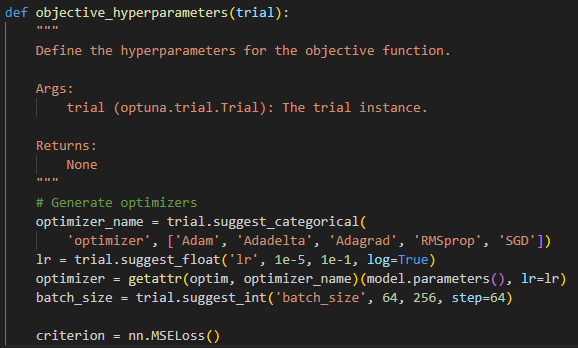 def objective_hyperparameters(trial):
"""
Define the hyperparameters for the objective function.
Args:
trial (optuna.trial.Trial): The trial instance.
Returns:
None
"""
# Generate optimizers
optimizer_name = trial.suggest_categorical(
'optimizer', ['Adam', 'Adadelta', 'Adagrad', 'RMSprop', 'SGD'])
lr = trial.suggest_float('lr', 1e-5, 1e-1, log=True)
optimizer = getattr(optim, optimizer_name)(model.parameters(), lr=lr)
batch_size = trial.suggest_int('batch_size', 64, 256, step=64)
criterion = nn.MSELoss()